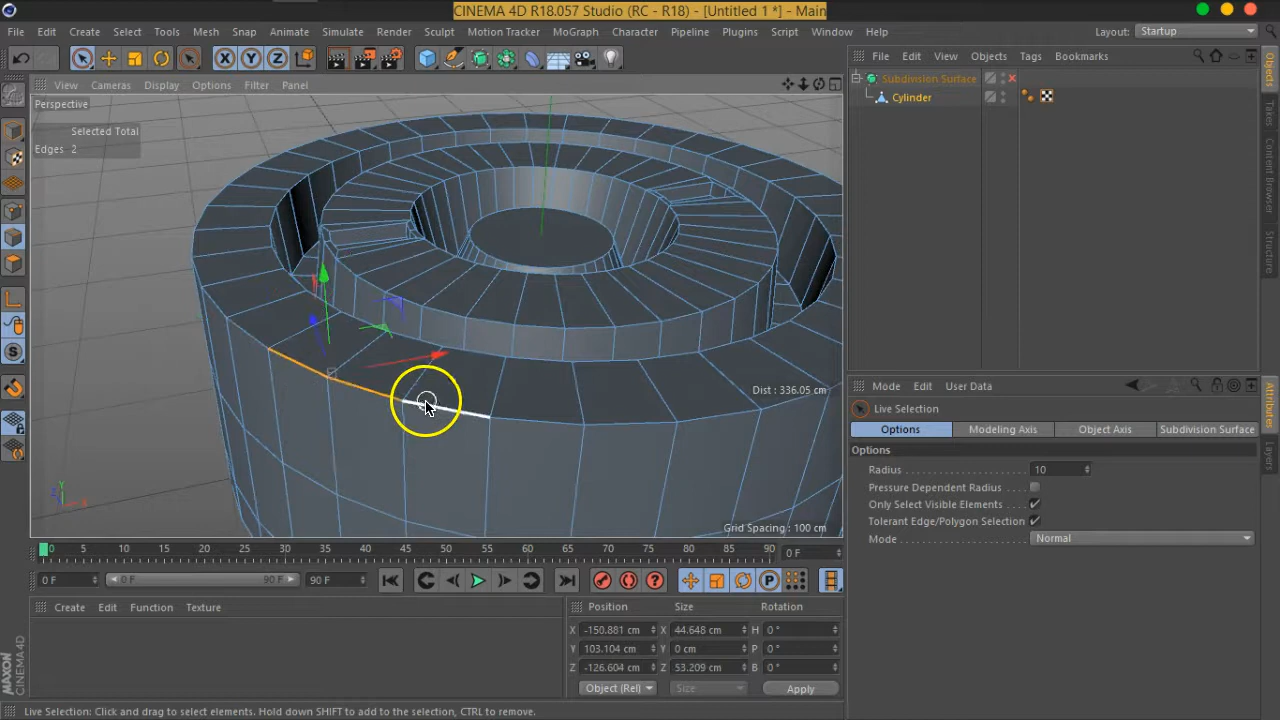 CINEMA 4D R18.057 Studio (RC - R18) - [Untitled 1 *] - Main
File Edit Create Select Tools Mesh Snap Animate Simulate Render Sculpt Motion Tracker MoGraph Character Pipeline Plugins Script Window Help Layout: Startup
X Y Z
File Edit View Objects Tags Bookmarks
View Cameras Display Options Filter Panel
Perspective
Selected Total
Edges 2
Subdivision Surface
Cylinder
Objects
Takes
Content Browser
Structure
Dist : 336.05 cm
Grid Spacing : 100 cm
Y
X
Z
Mode Edit User Data
Live Selection
Options Modeling Axis Object Axis Subdivision Surface
Options
Radius 10
Pressure Dependent Radius
Only Select Visible Elements
Tolerant Edge/Polygon Selection
Mode Normal
Attributes
Layers
0 5 10 15 20 25 30 35 40 45 50 55 60 65 70 75 80 85 90 0 F
0 F 0 F 90 F 90 F
Create Edit Function Texture
Position Size Rotation
X -150.881 cm X 44.648 cm H 0 °
Y 103.104 cm Y 0 cm P 0 °
Z -126.604 cm Z 53.209 cm B 0 °
Object (Rel) Size Apply
MAXON
CINEMA 4D
Live Selection: Click and drag to select elements. Hold down SHIFT to add to the selection, CTRL to remove.